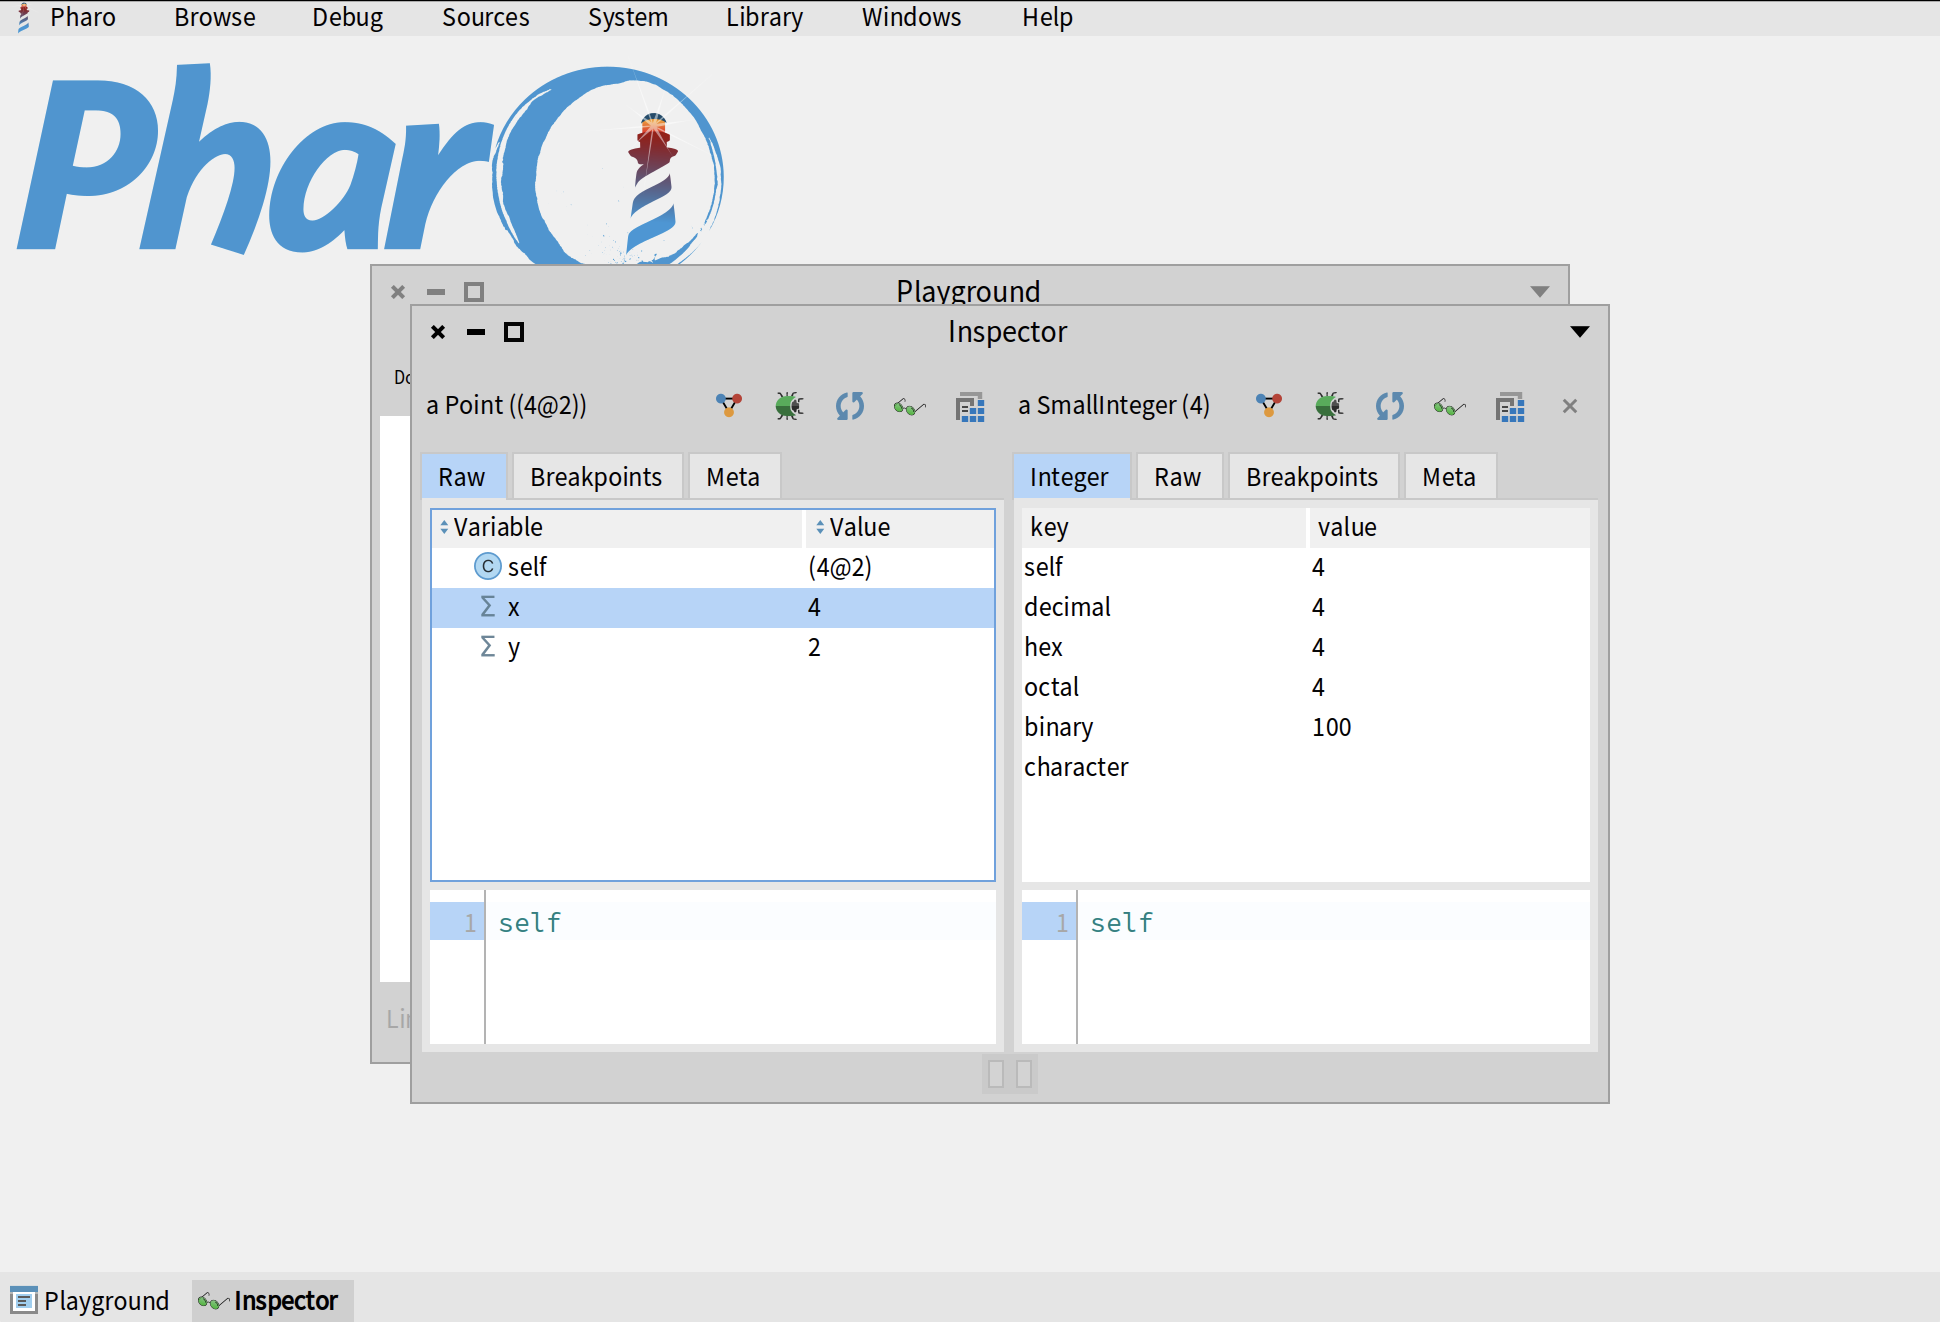 Pharo Browse Debug Sources System Library Windows Help
Pharo
Playground
Inspector
a Point ((4@2)) a SmallInteger (4)
Raw Breakpoints Meta Integer Raw Breakpoints Meta
Variable Value key value
C self (4@2) self 4
Σ x 4 decimal 4
Σ y 2 hex 4
octal 4
binary 100
character
1 self 1 self
Playground Inspector